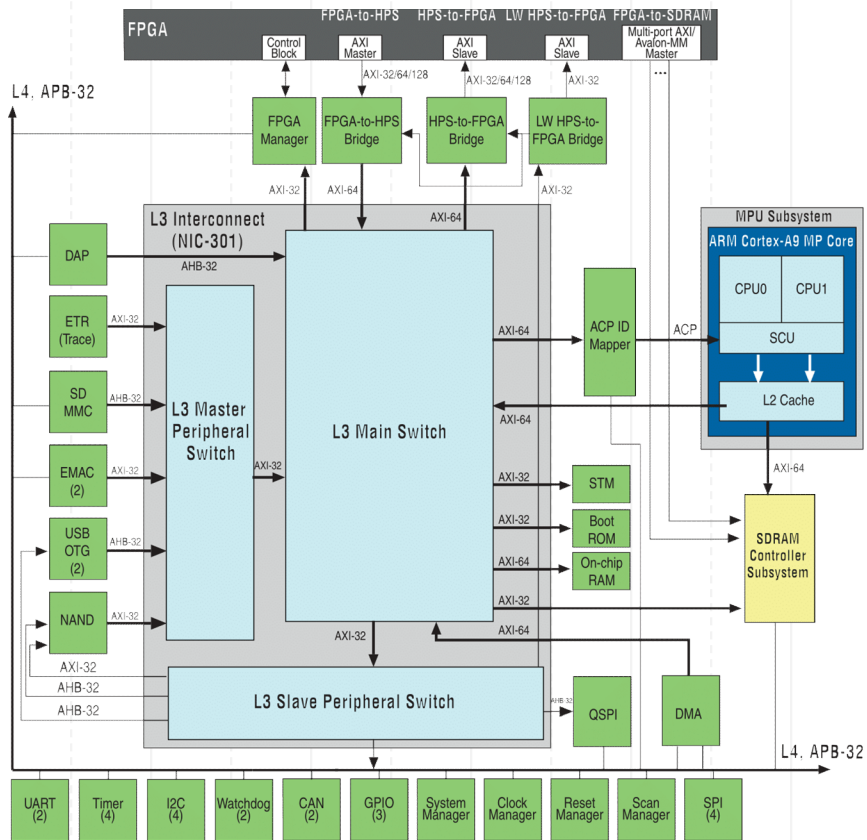 FPGA
FPGA-to-HPS
HPS-to-FPGA
LW HPS-to-FPGA
FPGA-to-SDRAM
Control
Block
AXI
Master
AXI
Slave
AXI
Slave
Multi-port AXI/
Avalon-MM
Master
...
AXI-32/64/128
AXI-32/64/128
AXI-32
L4, APB-32
FPGA
Manager
FPGA-to-HPS
Bridge
HPS-to-FPGA
Bridge
LW HPS-to-
FPGA Bridge
AXI-32
AXI-64
AXI-64
AXI-32
L3 Interconnect
(NIC-301)
MPU Subsystem
ARM Cortex-A9 MP Core
CPU0
CPU1
SCU
L2 Cache
DAP
AHB-32
ETR
(Trace)
AXI-32
AXI-64
ACP ID
Mapper
ACP
SD
MMC
AHB-32
L3 Master
Peripheral
Switch
L3 Main Switch
AXI-64
EMAC
(2)
AXI-32
AXI-32
AXI-32
STM
AXI-64
USB
OTG
(2)
AHB-32
AXI-32
Boot
ROM
SDRAM
Controller
Subsystem
AXI-64
On-chip
RAM
NAND
AXI-32
AXI-32
AXI-32
AXI-64
AXI-32
AHB-32
AHB-32
L3 Slave Peripheral Switch
AHB-32
QSPI
DMA
L4, APB-32
UART
(2)
Timer
(4)
I2C
(4)
Watchdog
(2)
CAN
(2)
GPIO
(3)
System
Manager
Clock
Manager
Reset
Manager
Scan
Manager
SPI
(4)